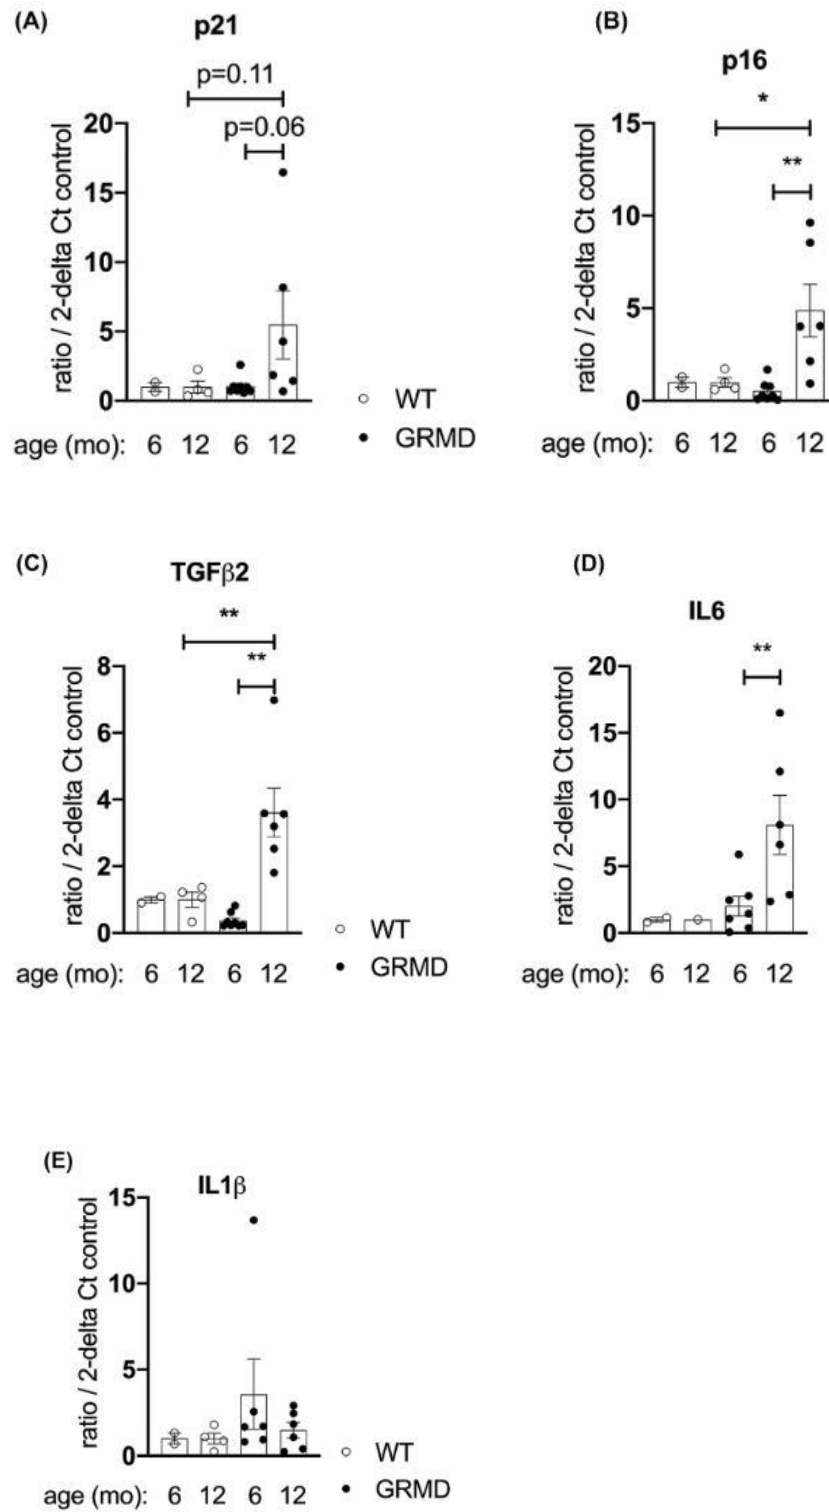 (A)
p21
p=0.11
p=0.06
ratio / 2-delta Ct control
20
15
10
5
0
age (mo): 6 12 6 12
○ WT
● GRMD
(B)
p16
*
**
ratio / 2-delta Ct control
15
10
5
0
age (mo): 6 12 6 12
(C)
TGFβ2
**
**
ratio / 2-delta Ct control
8
6
4
2
0
age (mo): 6 12 6 12
○ WT
● GRMD
(D)
IL6
**
ratio / 2-delta Ct control
20
15
10
5
0
age (mo): 6 12 6 12
(E)
IL1β
ratio / 2-delta Ct control
15
10
5
0
age (mo): 6 12 6 12
○ WT
● GRMD